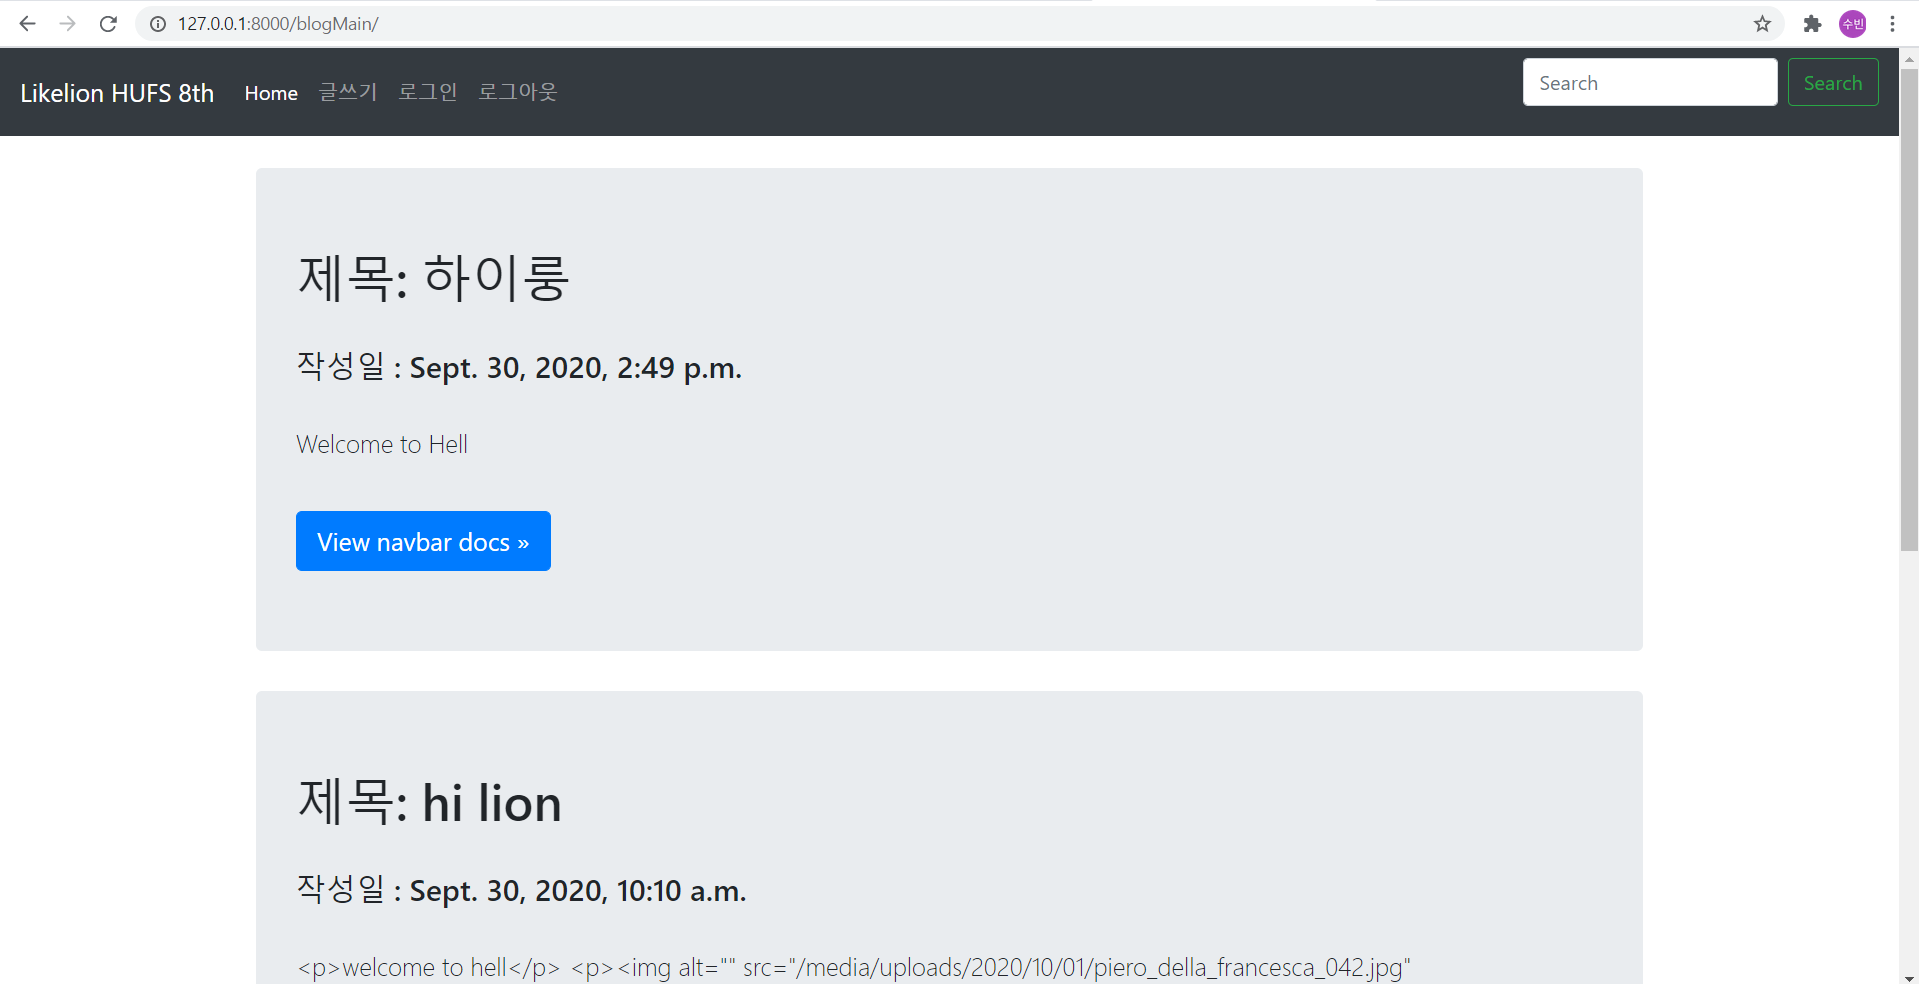 127.0.0.1:8000/blogMain/
수빈
Likelion HUFS 8th Home 글쓰기 로그인 로그아웃 Search Search
제목: 하이룽
작성일 : Sept. 30, 2020, 2:49 p.m.
Welcome to Hell
View navbar docs »
제목: hi lion
작성일 : Sept. 30, 2020, 10:10 a.m.
<p>welcome to hell</p> <p><img alt="" src="/media/uploads/2020/10/01/piero_della_francesca_042.jpg"